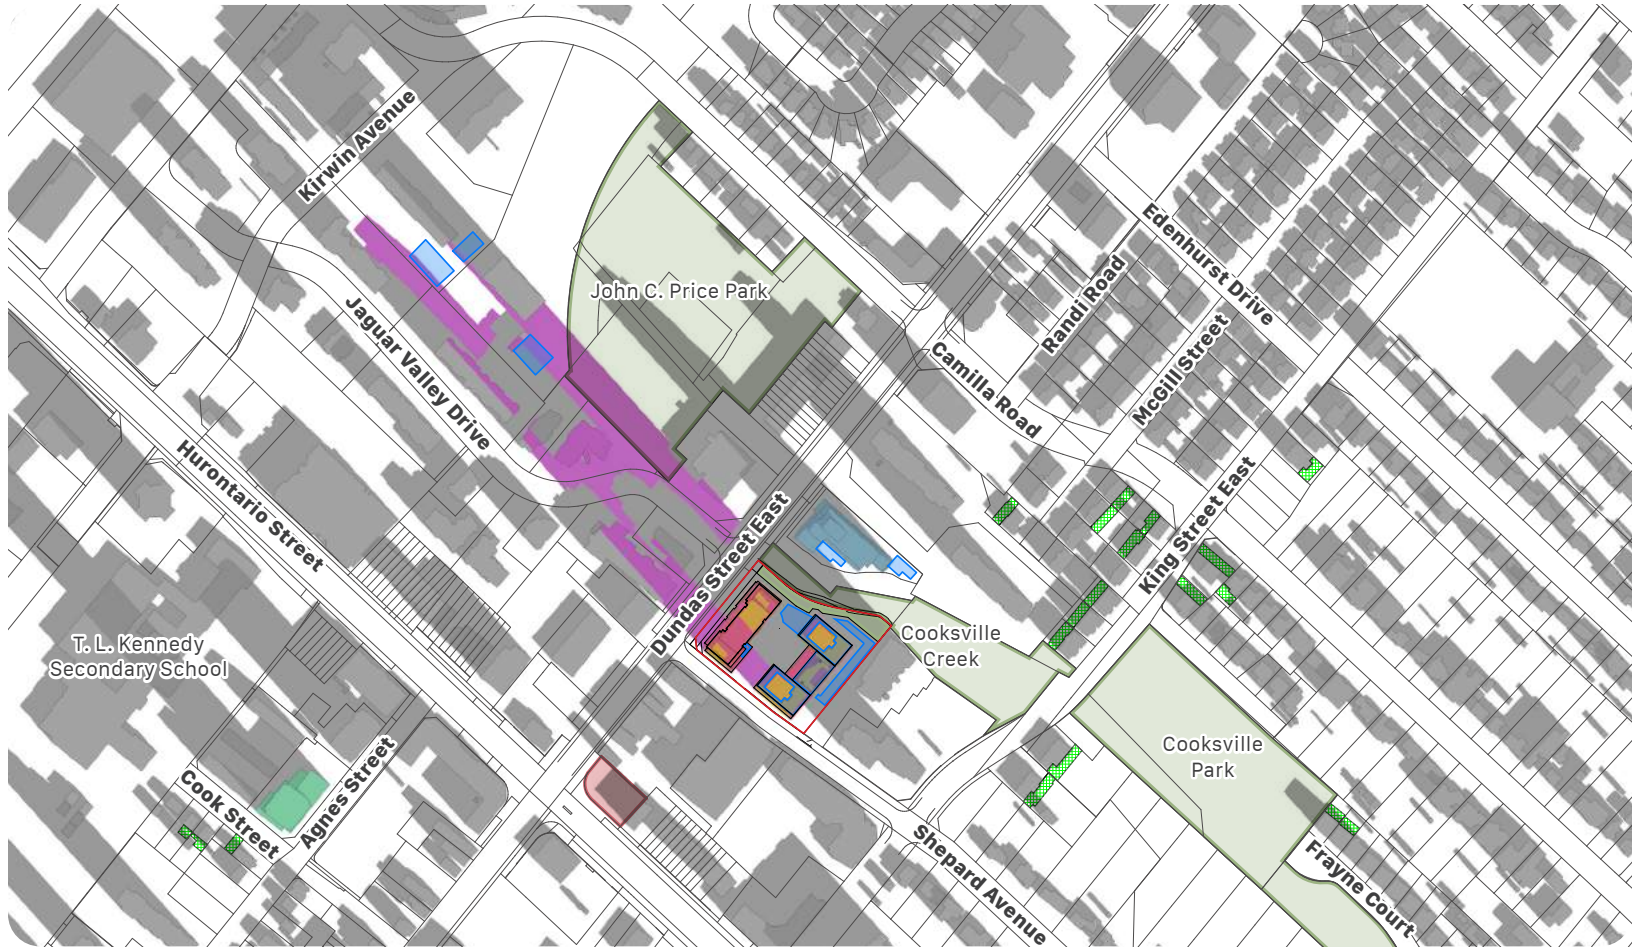 Kirwin Avenue
John C. Price Park
Edenhurst Drive
Randi Road
Jaguar Valley Drive
Camilla Road
McGill Street
Hurontario Street
King Street East
Dundas Street East
T. L. Kennedy
Secondary School
Cooksville
Creek
Cooksville
Park
Cook Street
Agnes Street
Shepard Avenue
Frayne Court